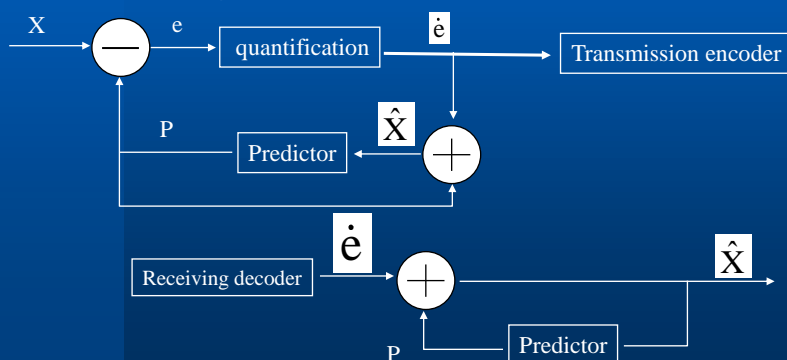 X
e
quantification
ė
Transmission encoder
P
X̂
Predictor
ė
X̂
Receiving decoder
P
Predictor